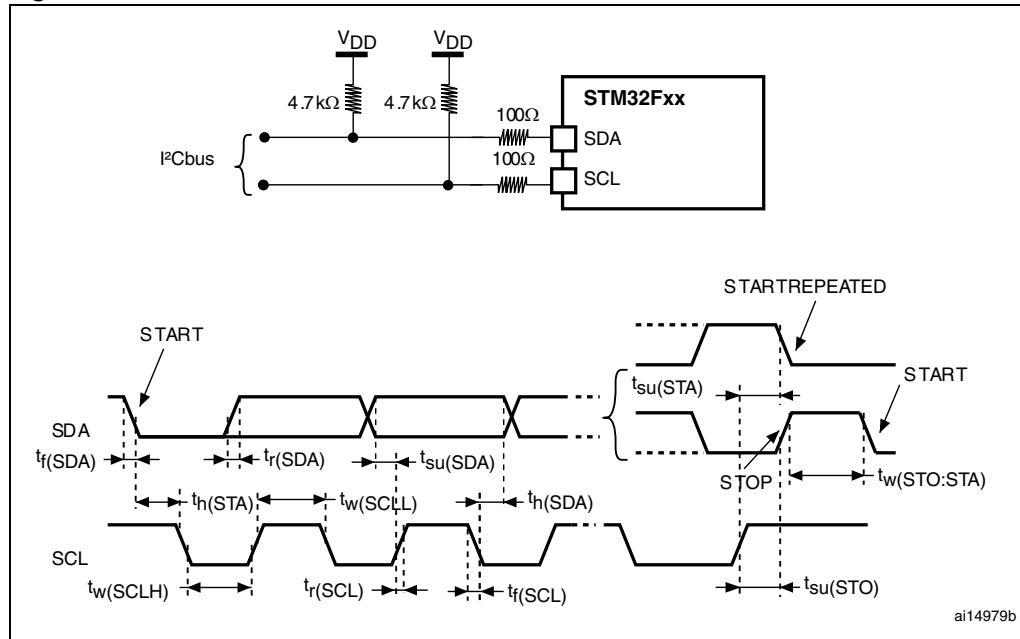 VDD VDD
4.7kΩ 4.7kΩ
STM32Fxx
100Ω
SDA
I²Cbus
100Ω
SCL
STARTREPEATED
START
tsu(STA)
START
SDA
tf(SDA) tr(SDA) tsu(SDA)
STOP
tw(STO:STA)
th(STA) tw(SCLL) th(SDA)
SCL
tw(SCLH) tr(SCL) tf(SCL) tsu(STO)
ai14979b